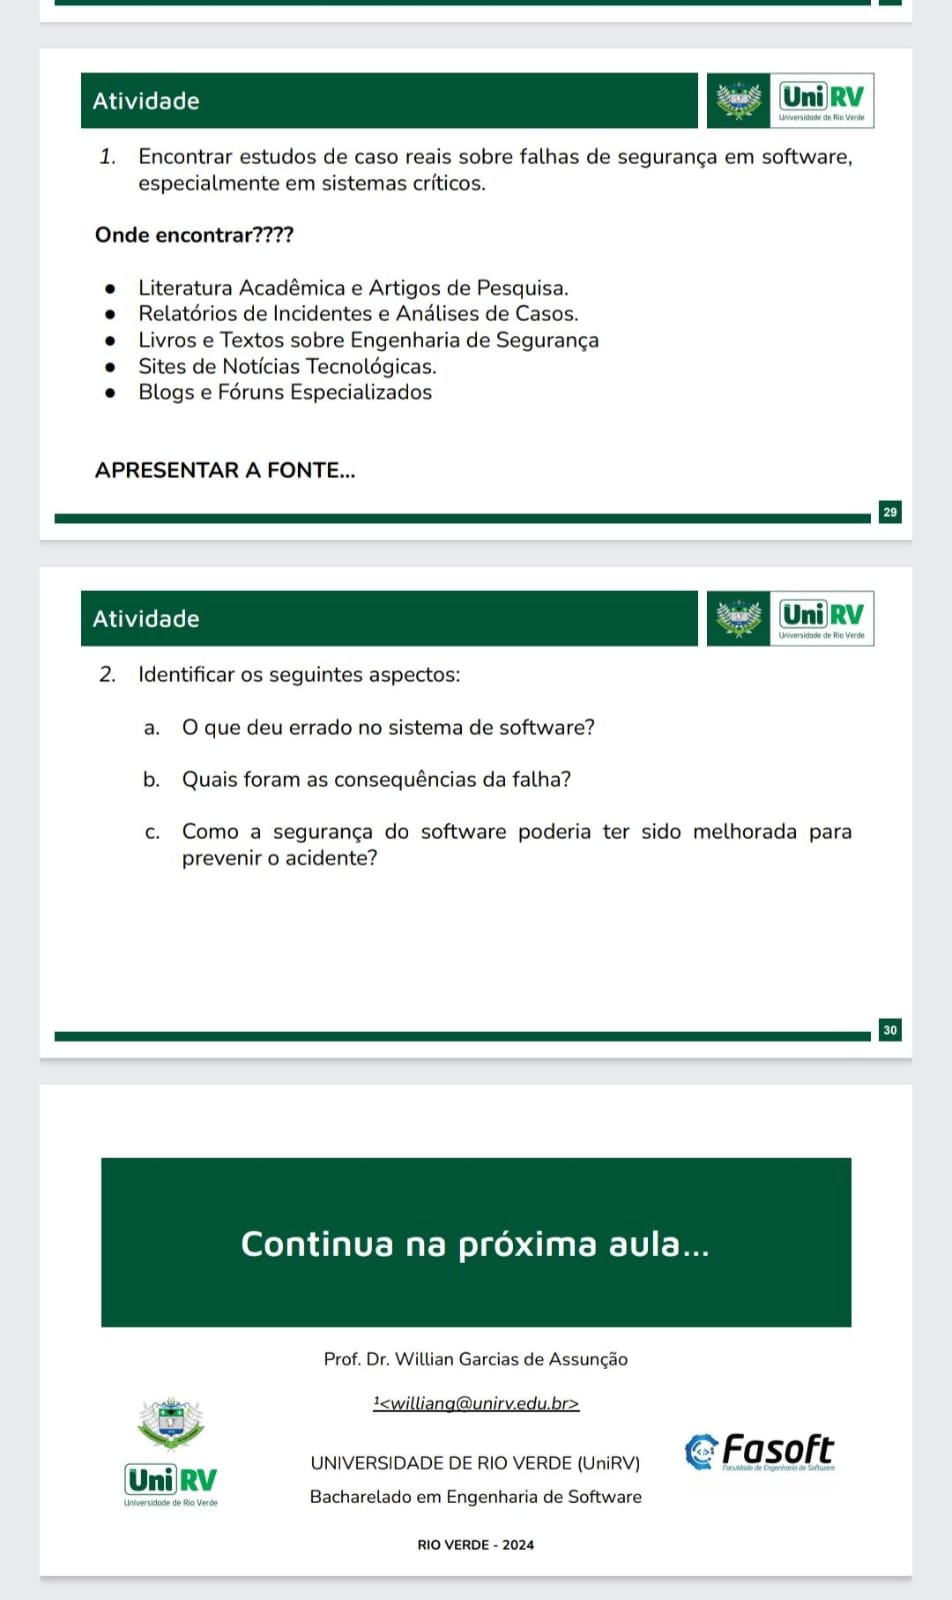 Atividade
Uni RV
Universidade de Rio Verde
1. Encontrar estudos de caso reais sobre falhas de segurança em software,
especialmente em sistemas críticos.
Onde encontrar????
● Literatura Acadêmica e Artigos de Pesquisa.
● Relatórios de Incidentes e Análises de Casos.
● Livros e Textos sobre Engenharia de Segurança
● Sites de Notícias Tecnológicas.
● Blogs e Fóruns Especializados
APRESENTAR A FONTE...
29
Atividade
Uni RV
Universidade de Rio Verde
2. Identificar os seguintes aspectos:
a. O que deu errado no sistema de software?
b. Quais foram as consequências da falha?
c. Como a segurança do software poderia ter sido melhorada para
prevenir o acidente?
30
Continua na próxima aula...
Prof. Dr. Willian Garcias de Assunção
¹<williang@unirv.edu.br>
Uni RV
Universidade de Rio Verde
UNIVERSIDADE DE RIO VERDE (UniRV)
Bacharelado em Engenharia de Software
Fasoft
Faculdade de Engenharia de Software
RIO VERDE - 2024